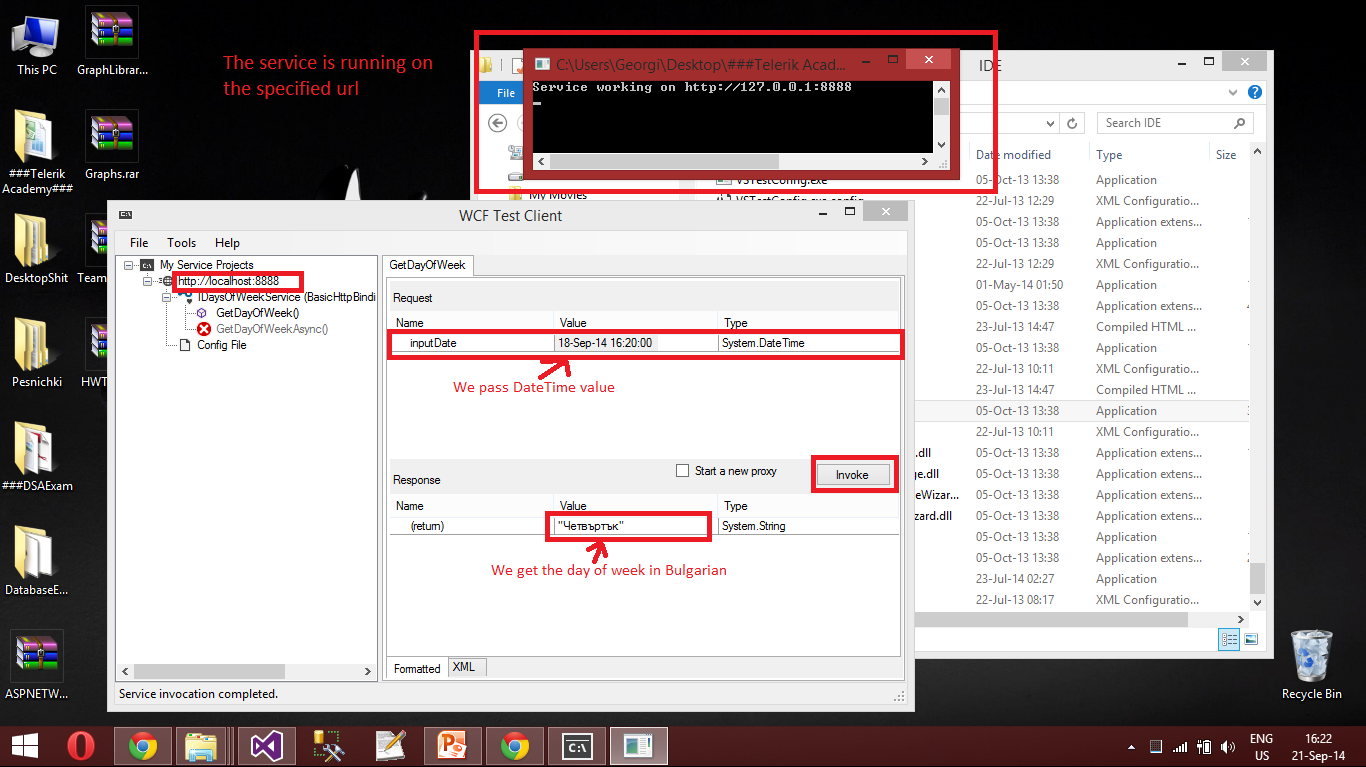 This PC
GraphLibrar...
###Telerik
Academy###
Graphs.rar
DesktopShit
Team
Pesnichki
HWT
###DSAExam
DatabaseE...
ASPNETW...
The service is running on
the specified url
C:\Users\Georgi\Desktop\###Telerik Acad...
Service working on http://127.0.0.1:8888
IDE
File
Search IDE
My Movies
Date modified Type Size
VSTestConfig.exe 05-Oct-13 13:38 Application
VSTestConfig.exe.config 22-Jul-13 12:29 XML Configuratio...
05-Oct-13 13:38 Application extens...
05-Oct-13 13:38 Application
22-Jul-13 12:29 XML Configuratio...
01-May-14 01:50 Application
05-Oct-13 13:38 Application extens...
23-Jul-13 14:47 Compiled HTML ...
05-Oct-13 13:38 Application
22-Jul-13 10:11 XML Configuratio...
23-Jul-13 14:47 Compiled HTML ...
05-Oct-13 13:38 Application
22-Jul-13 10:11 XML Configuratio...
.dll 05-Oct-13 13:38 Application extens...
ge.dll 05-Oct-13 13:38 Application extens...
eWizar... 05-Oct-13 13:38 Application extens...
zard.dll 05-Oct-13 13:38 Application extens...
05-Oct-13 13:38 Application
05-Oct-13 13:38 Application extens...
23-Jul-14 02:27 Application
22-Jul-13 08:17 XML Configuratio...
WCF Test Client
File Tools Help
My Service Projects
http://localhost:8888
IDaysOfWeekService (BasicHttpBindi
GetDayOfWeek()
GetDayOfWeekAsync()
Config File
GetDayOfWeek
Request
Name Value Type
inputDate 18-Sep-14 16:20:00 System.DateTime
We pass DateTime value
Start a new proxy
Invoke
Response
Name Value Type
(return) "Четвъртък" System.String
We get the day of week in Bulgarian
Formatted XML
Service invocation completed.
Recycle Bin
ENG
US
16:22
21-Sep-14